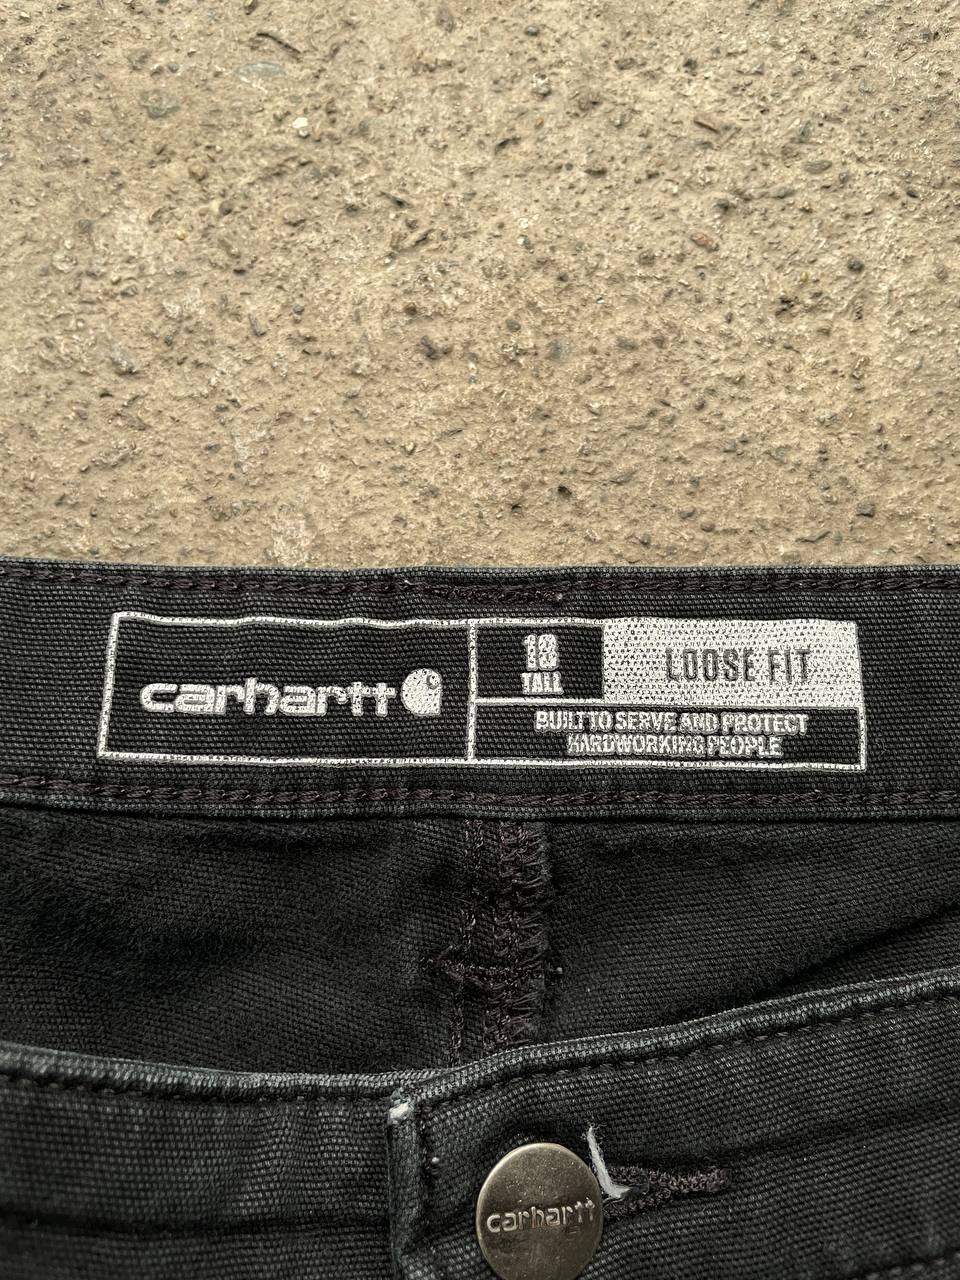 carhartt
18
TALL
LOOSE FIT
BUILT TO SERVE AND PROTECT
HARDWORKING PEOPLE
carhartt